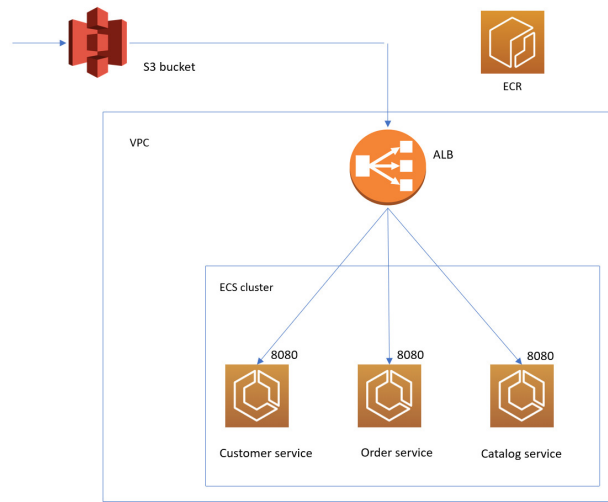 S3 bucket
ECR
VPC
ALB
ECS cluster
8080
8080
8080
Customer service
Order service
Catalog service